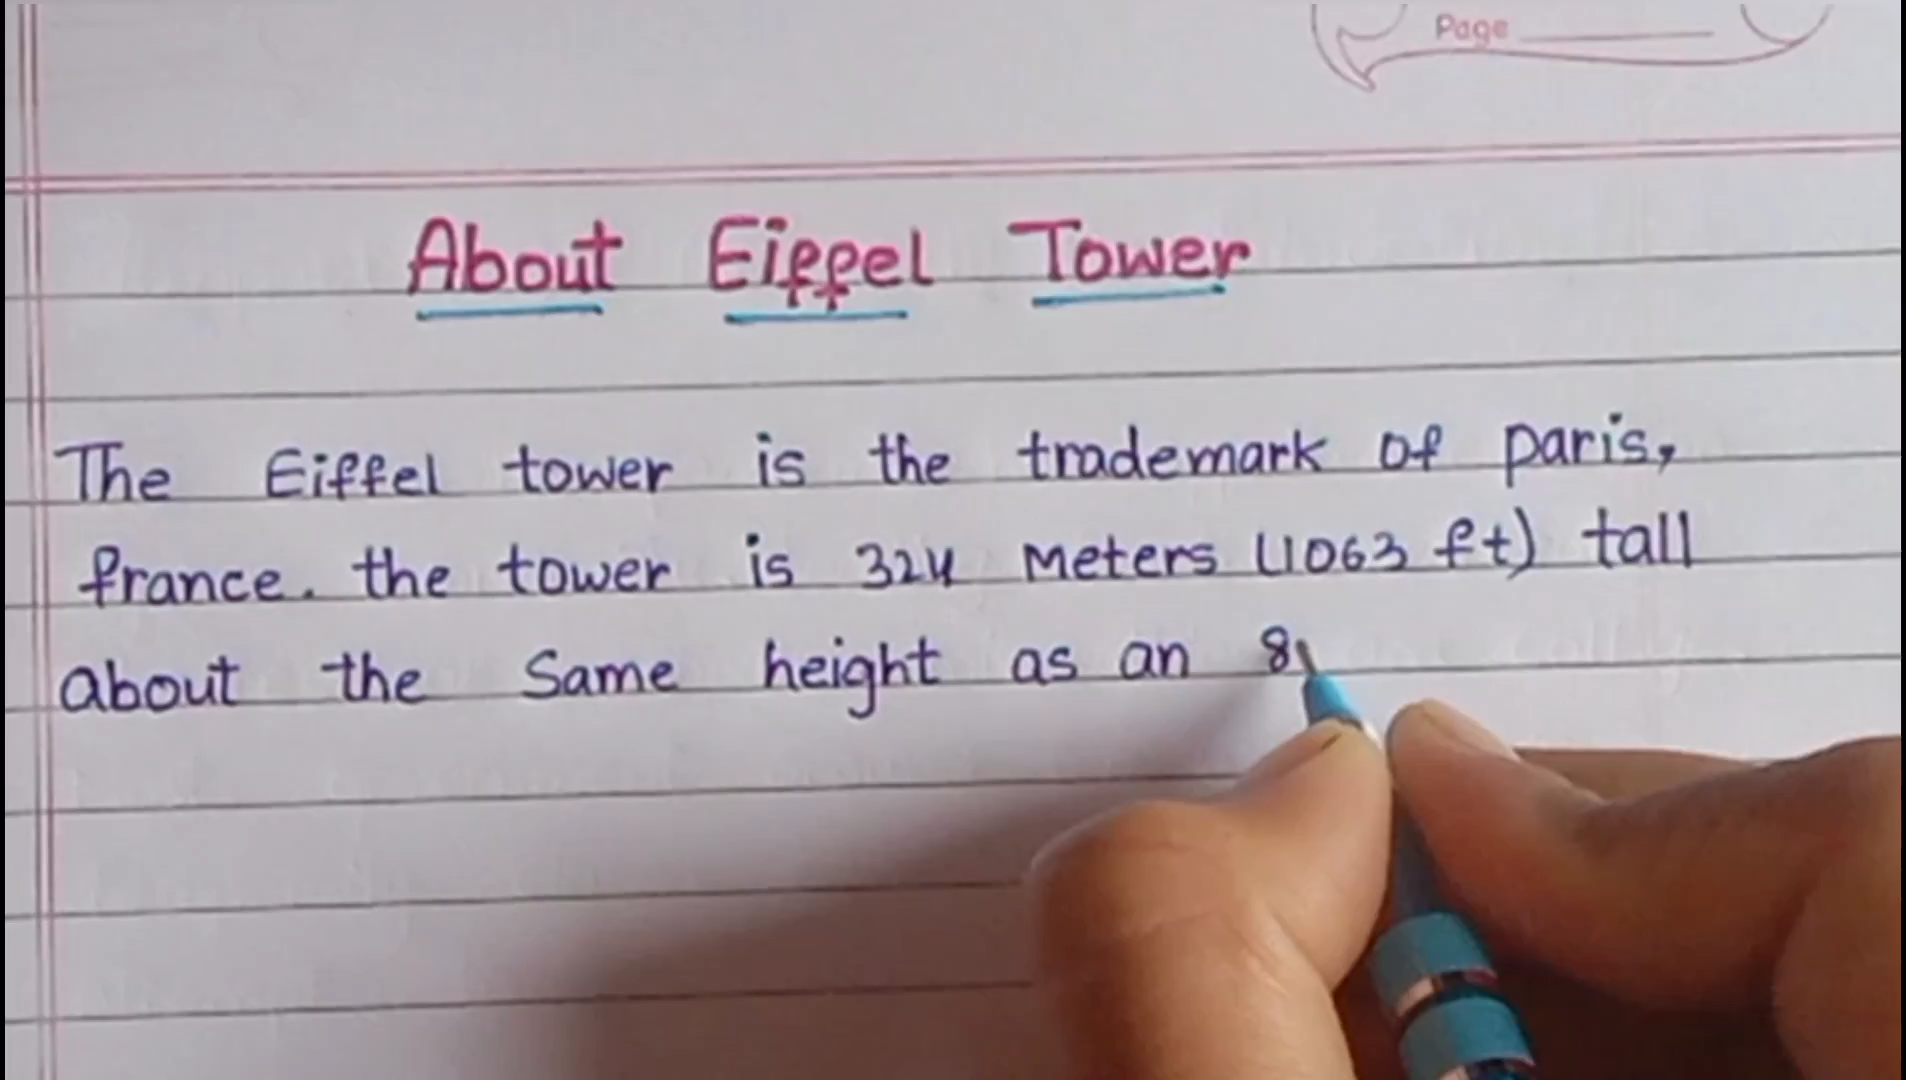 Page
About Eiffel Tower
The Eiffel tower is the trademark of paris,
france. the tower is 324 meters (1063 ft) tall
about the same height as an 8